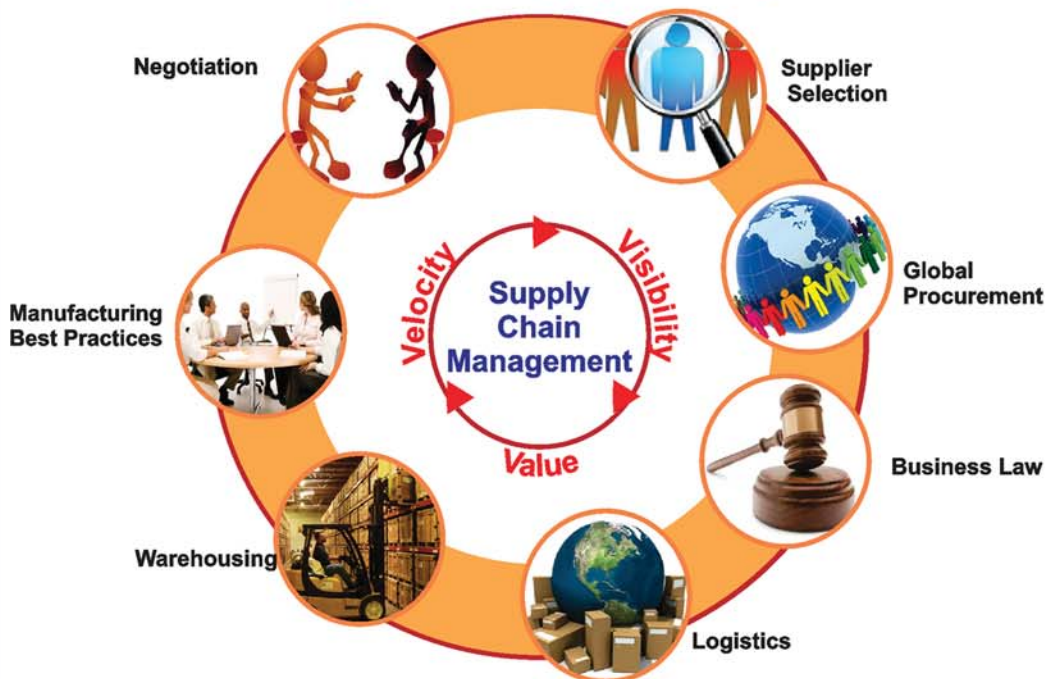 Negotiation
Supplier
Selection
Global
Procurement
Business Law
Logistics
Warehousing
Manufacturing
Best Practices
Velocity
Visibility
Value
Supply
Chain
Management